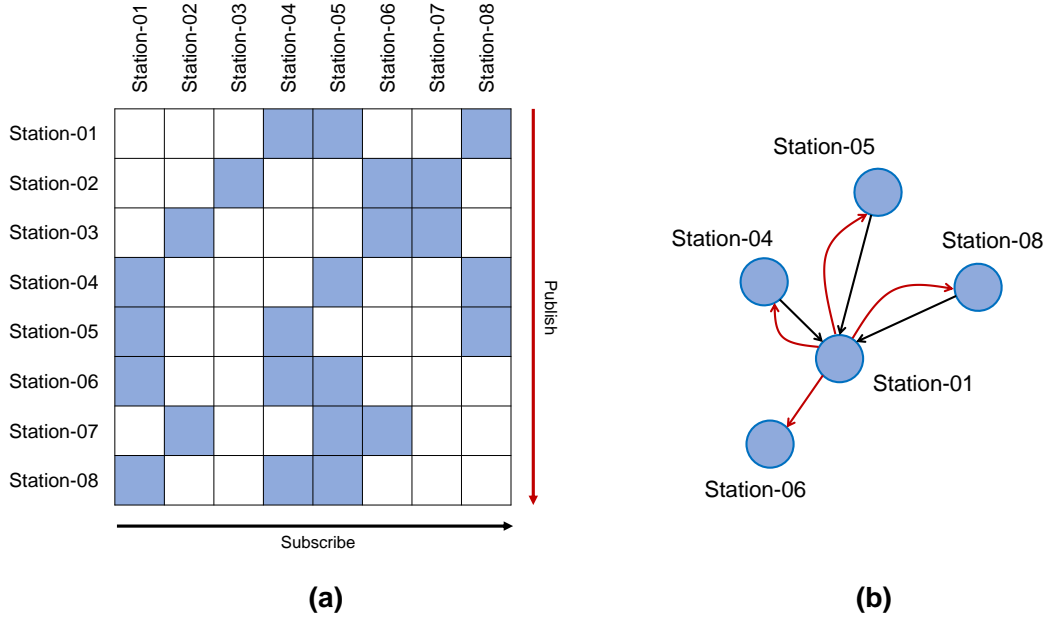 Station-01
Station-02
Station-03
Station-04
Station-05
Station-06
Station-07
Station-08
Station-01
Station-02
Station-03
Station-04
Station-05
Station-06
Station-07
Station-08
Publish
Subscribe
(a)
Station-05
Station-04
Station-08
Station-01
Station-06
(b)